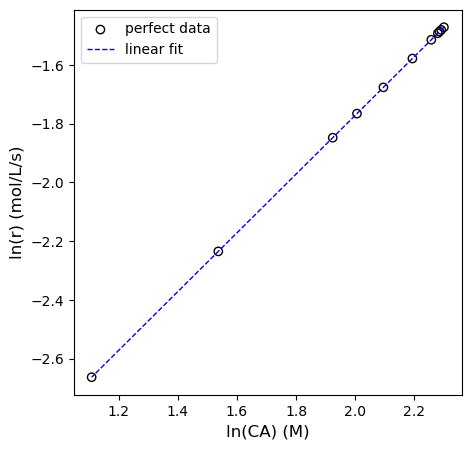 perfect data
linear fit
−1.6
−1.8
−2.0
−2.2
−2.4
−2.6
ln(r) (mol/L/s)
1.2 1.4 1.6 1.8 2.0 2.2
ln(CA) (M)